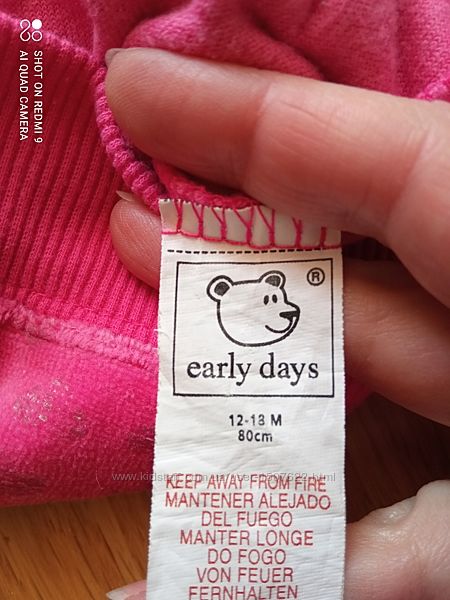 SHOT ON REDMI 9
AI QUAD CAMERA
®
early days
12-18 M
80cm
KEEP AWAY FROM FIRE
MANTENER ALEJADO
DEL FUEGO
MANTER LONGE
DO FOGO
VON FEUER
FERNHALTEN